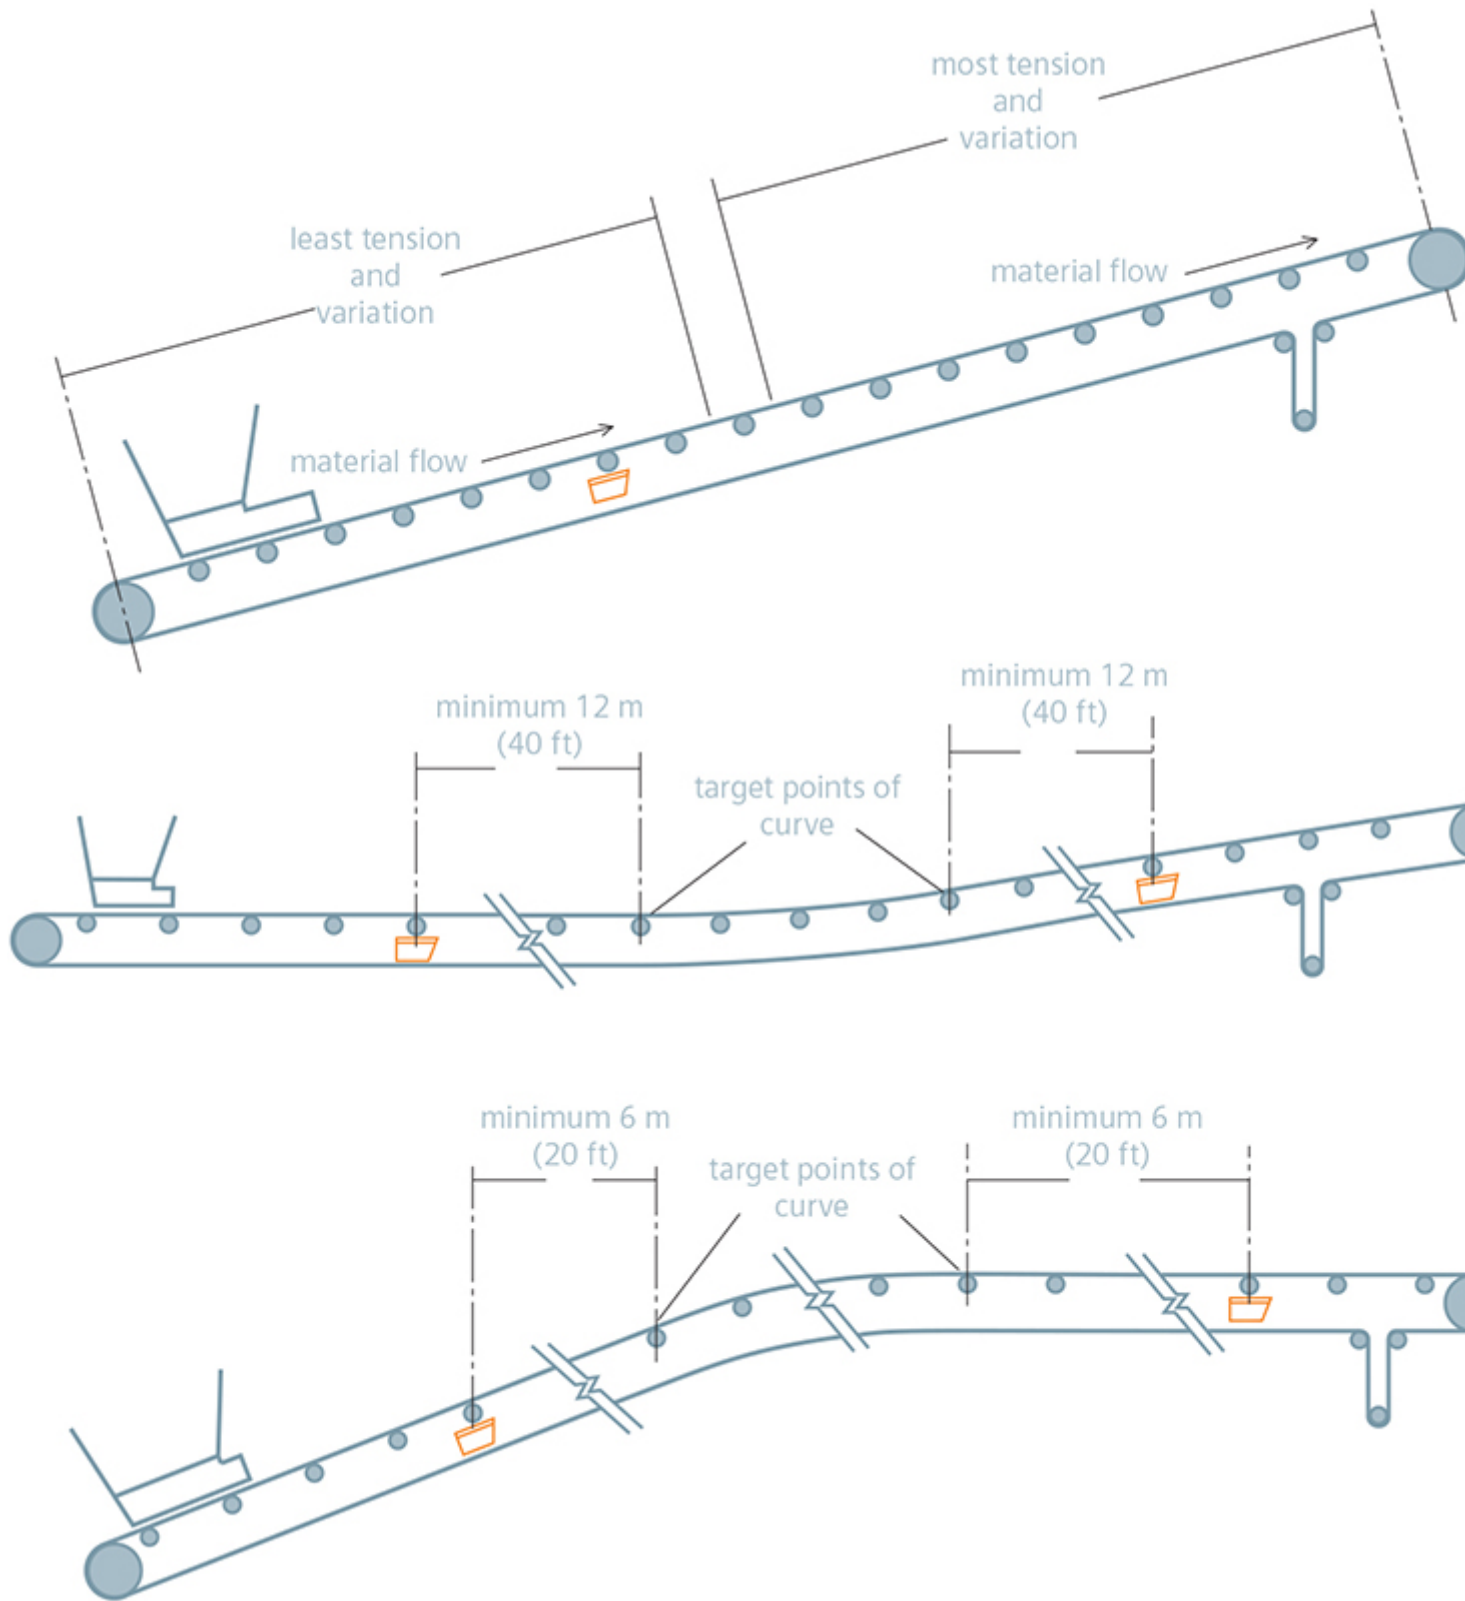 most tension
and
variation
least tension
and
variation
material flow
material flow
minimum 12 m
(40 ft)
minimum 12 m
(40 ft)
target points of
curve
minimum 6 m
(20 ft)
minimum 6 m
(20 ft)
target points of
curve